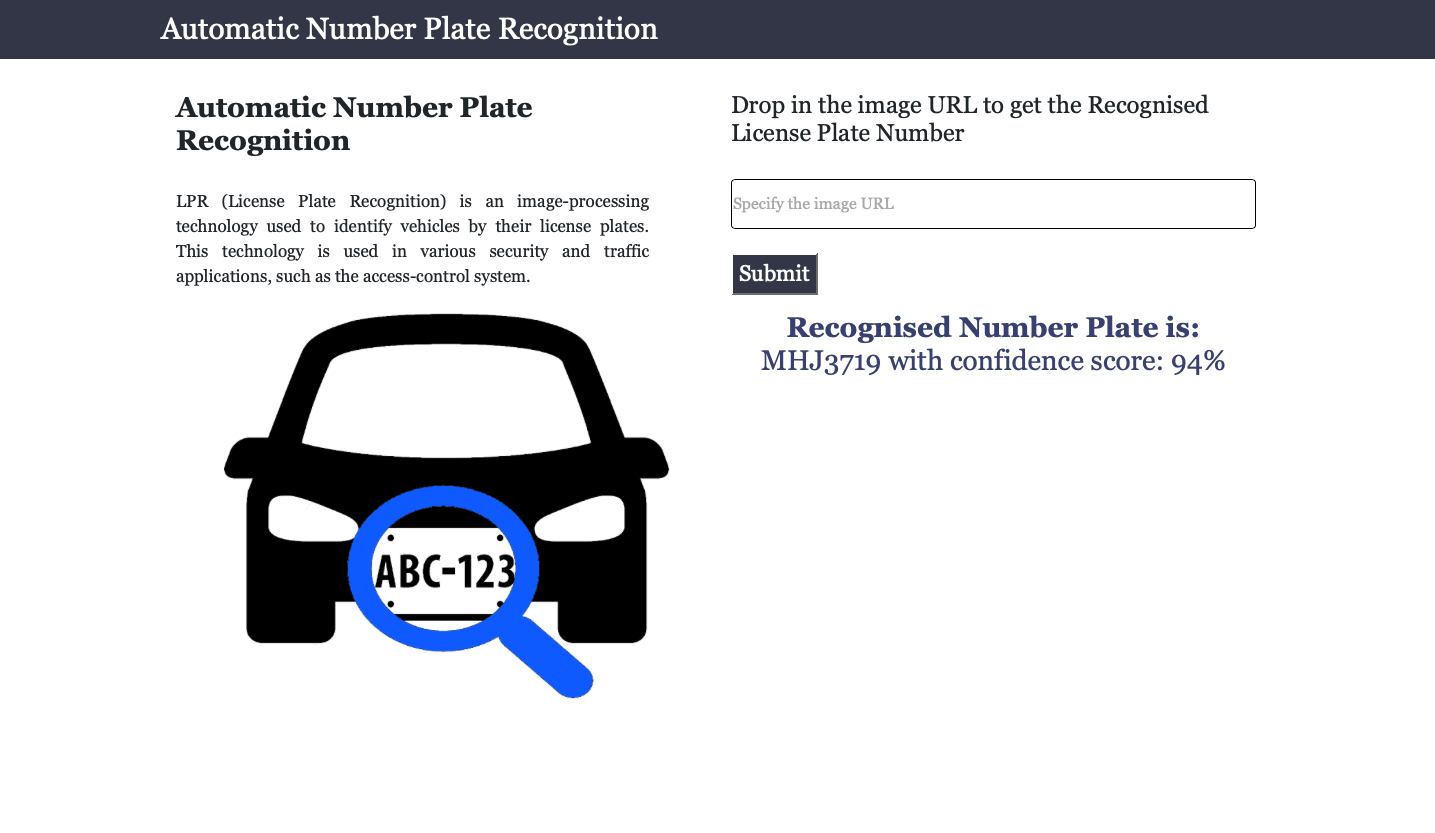 Automatic Number Plate Recognition
Automatic Number Plate
Recognition
LPR (License Plate Recognition) is an image-processing
technology used to identify vehicles by their license plates.
This technology is used in various security and traffic
applications, such as the access-control system.
ABC-123
Drop in the image URL to get the Recognised
License Plate Number
Specify the image URL
Submit
Recognised Number Plate is:
MHJ3719 with confidence score: 94%